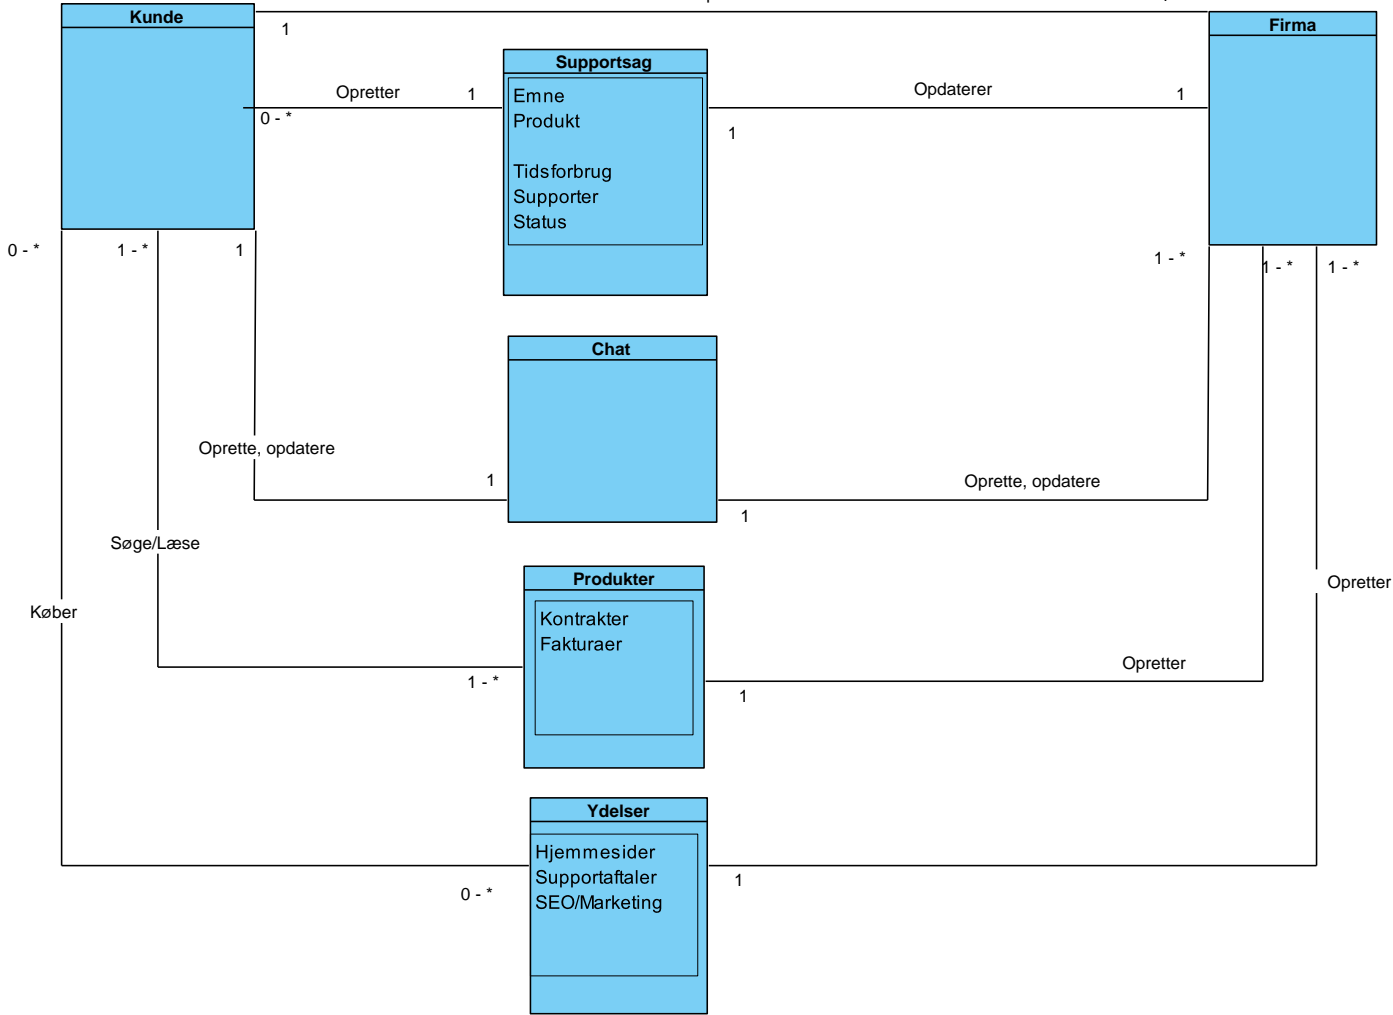 Kunde
1
Firma
Supportsag
Opretter
1
0 - *
Emne
Produkt
Tidsforbrug
Supporter
Status
Opdaterer
1
1
0 - *
1 - *
1
1 - *
1 - *
1 - *
Chat
Oprette, opdatere
1
Oprette, opdatere
1
Søge/Læse
Produkter
Kontrakter
Fakturaer
Opretter
Køber
1 - *
Opretter
1
Ydelser
Hjemmesider
Supportaftaler
SEO/Marketing
0 - *
1